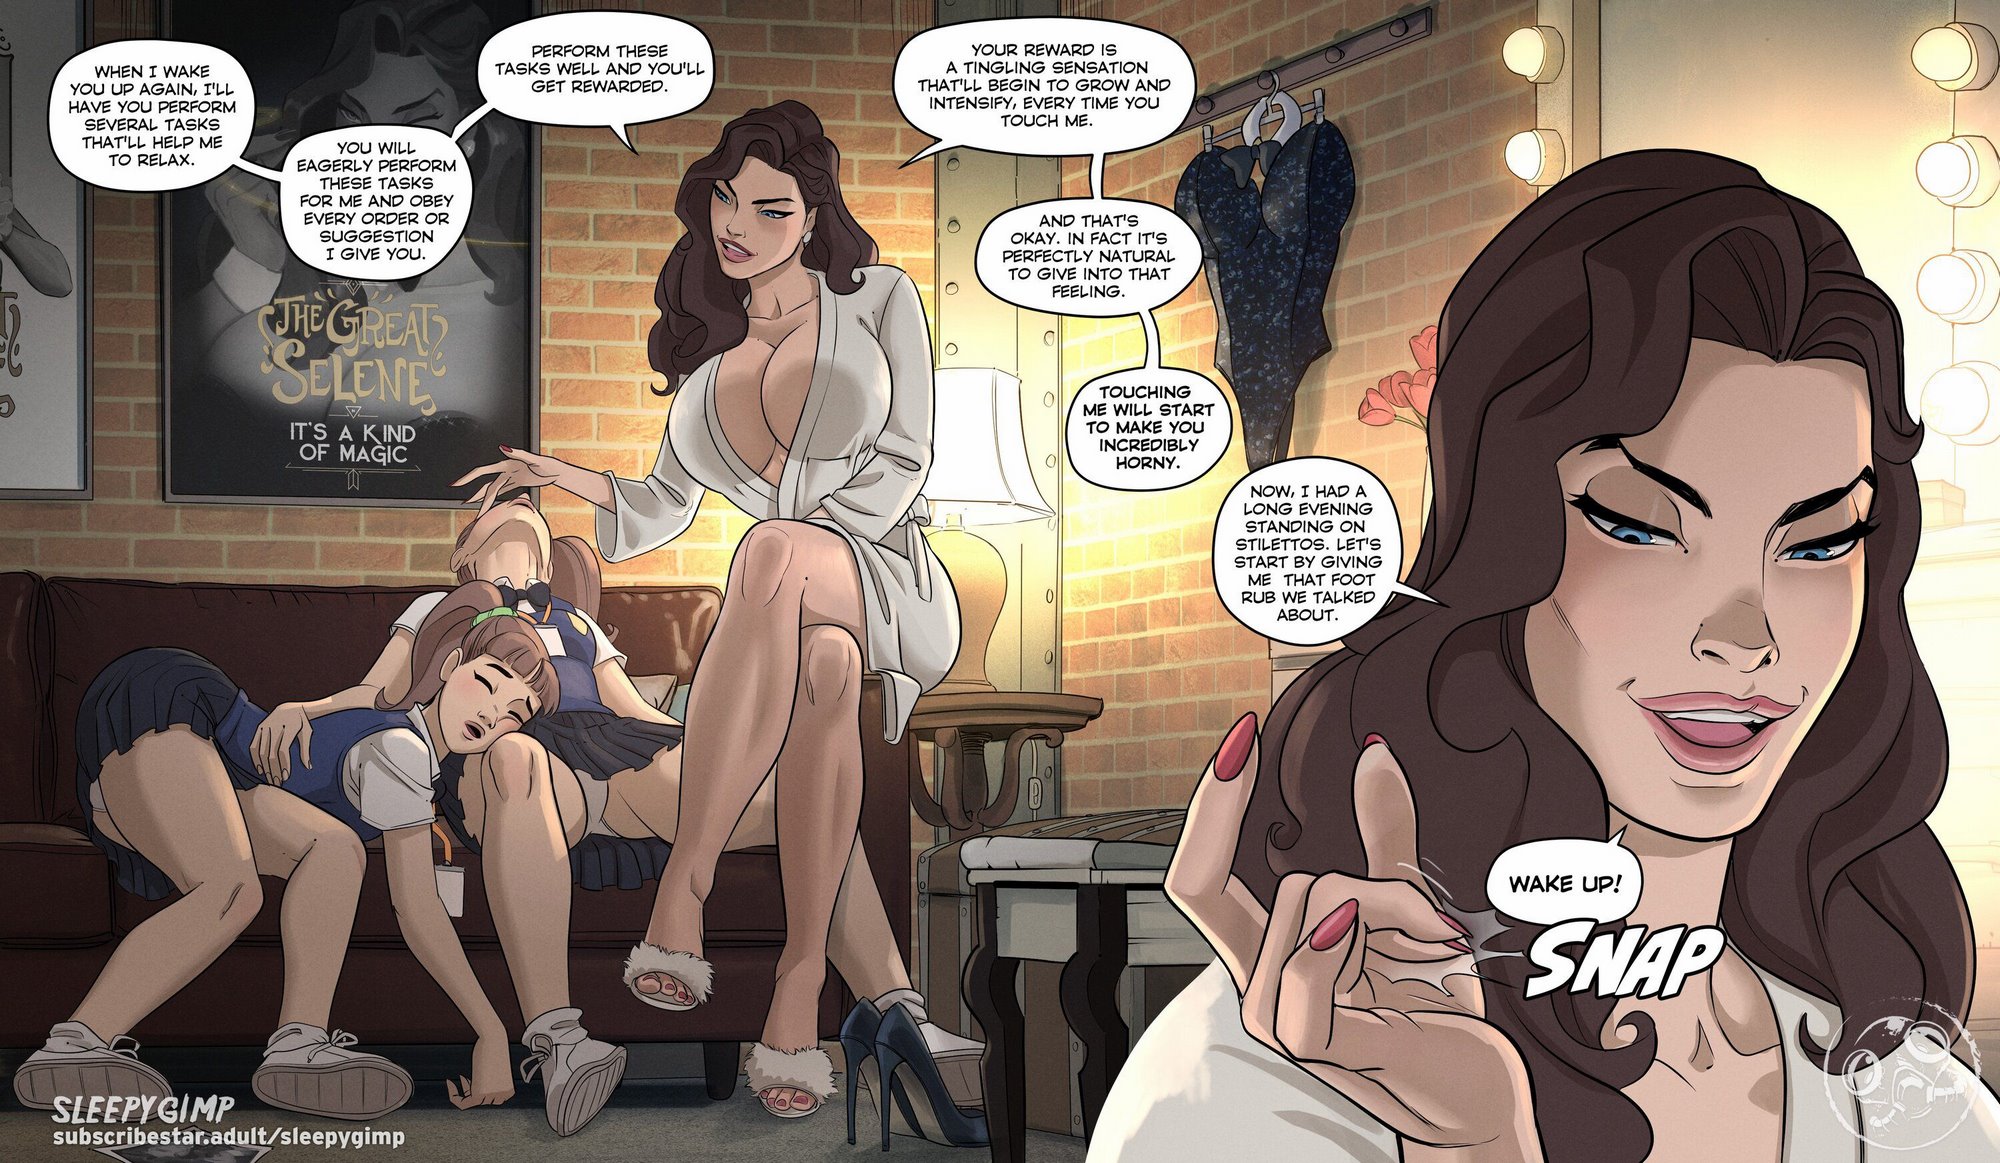 WHEN I WAKE
YOU UP AGAIN, I'LL
HAVE YOU PERFORM
SEVERAL TASKS
THAT'LL HELP ME
TO RELAX.
YOU WILL
EAGERLY PERFORM
THESE TASKS
FOR ME AND OBEY
EVERY ORDER OR
SUGGESTION
I GIVE YOU.
PERFORM THESE
TASKS WELL AND YOU'LL
GET REWARDED.
YOUR REWARD IS
A TINGLING SENSATION
THAT'LL BEGIN TO GROW AND
INTENSIFY, EVERY TIME YOU
TOUCH ME.
AND THAT'S
OKAY. IN FACT IT'S
PERFECTLY NATURAL
TO GIVE INTO THAT
FEELING.
TOUCHING
ME WILL START
TO MAKE YOU
INCREDIBLY
HORNY.
THE GREAT
SELENE
IT'S A KIND
OF MAGIC
NOW, I HAD A
LONG EVENING
STANDING ON
STILETTOS. LET'S
START BY GIVING
ME THAT FOOT
RUB WE TALKED
ABOUT.
WAKE UP!
SNAP
SLEEPYGIMP
subscribestar.adult/sleepygimp